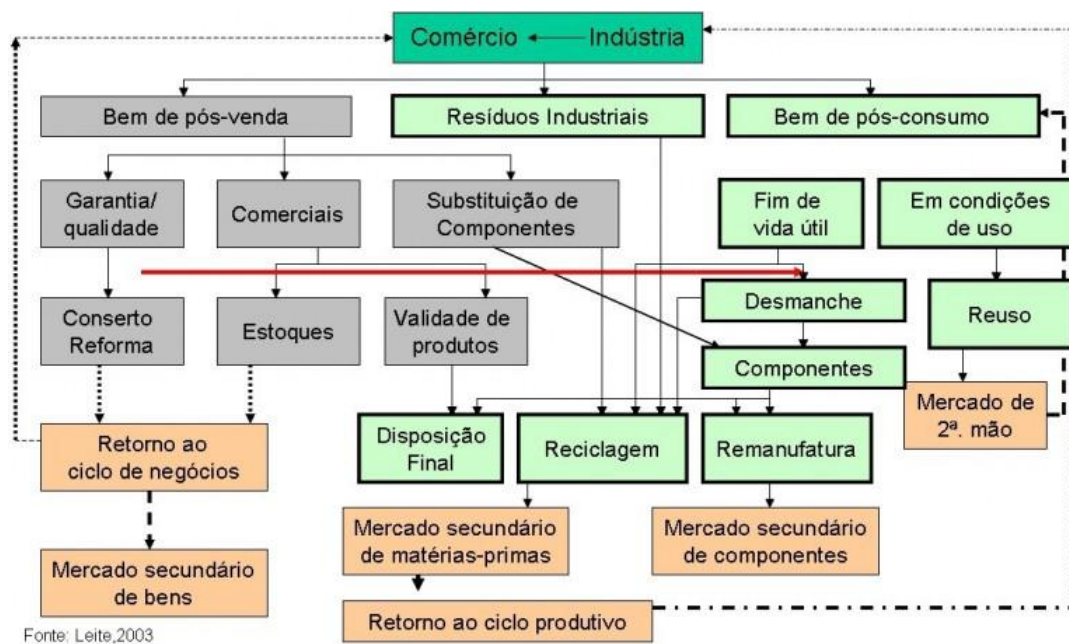 Comércio Indústria
Bem de pós-venda
Resíduos Industriais
Bem de pós-consumo
Garantia/
qualidade
Comerciais
Substituição de
Componentes
Fim de
vida útil
Em condições
de uso
Conserto
Reforma
Estoques
Validade de
produtos
Desmanche
Reuso
Componentes
Retorno ao
ciclo de negócios
Disposição
Final
Reciclagem
Remanufatura
Mercado de
2ª. mão
Mercado secundário
de bens
Mercado secundário
de matérias-primas
Mercado secundário
de componentes
Retorno ao ciclo produtivo
Fonte: Leite,2003